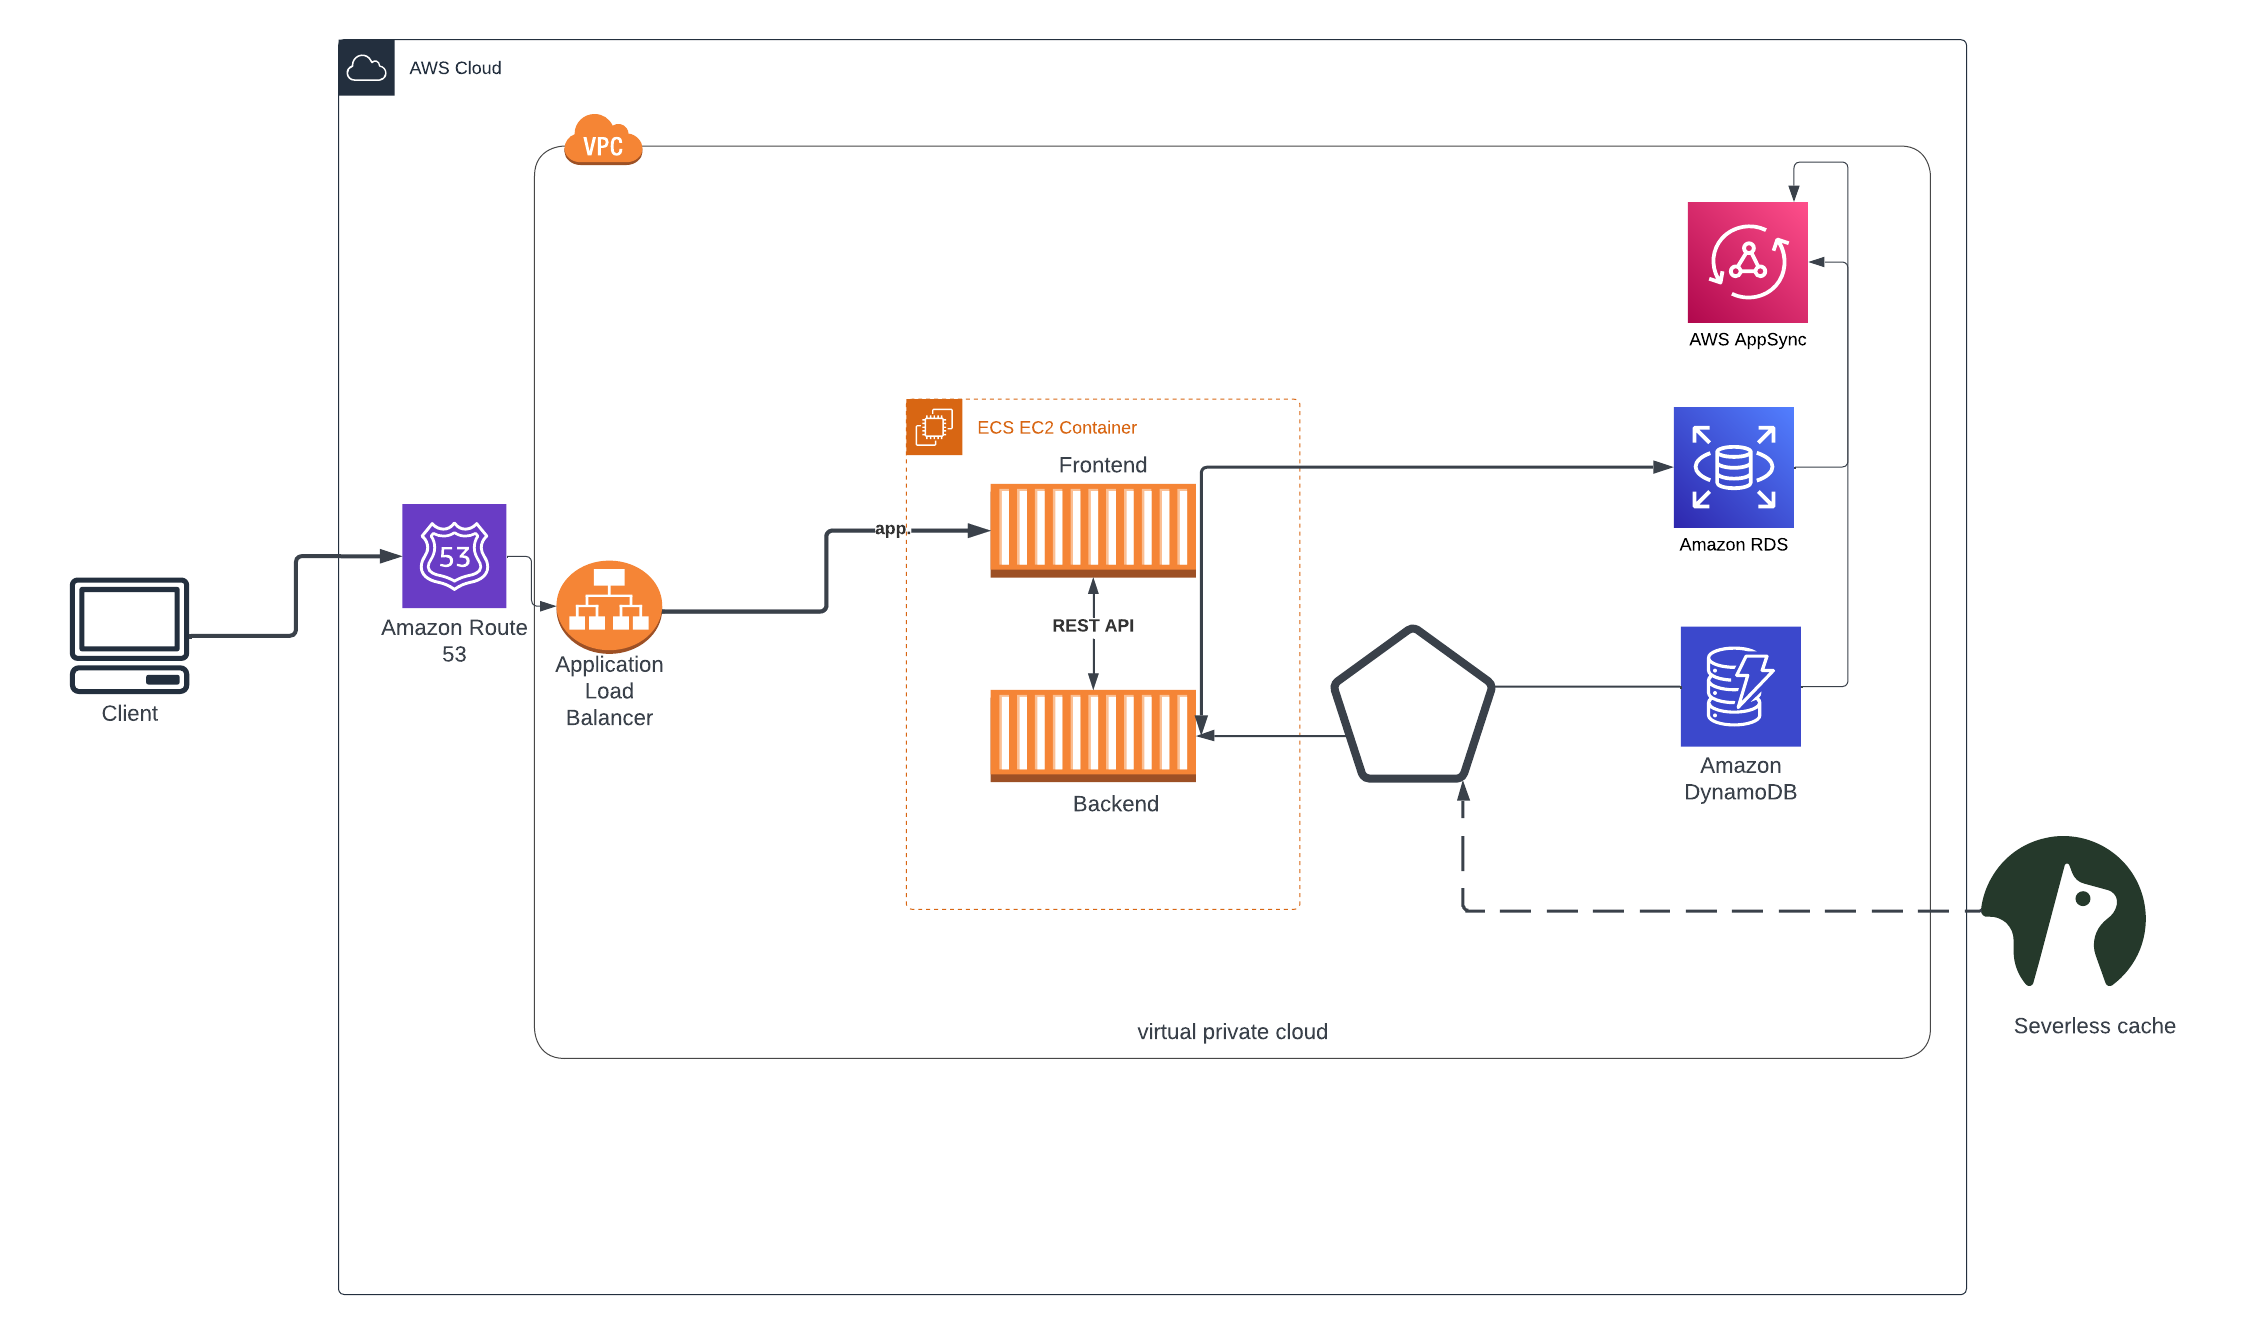 AWS Cloud
VPC
AWS AppSync
ECS EC2 Container
Frontend
app.
53
Amazon Route
53
Application
Load
Balancer
REST API
Client
Backend
Amazon RDS
Amazon
DynamoDB
virtual private cloud
Severless cache